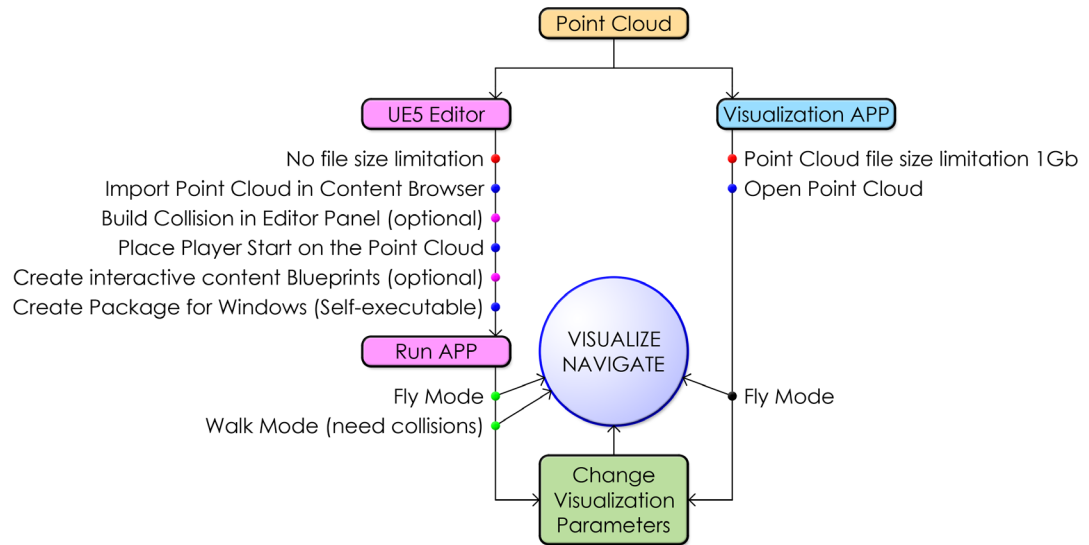 Point Cloud
UE5 Editor
No file size limitation
Import Point Cloud in Content Browser
Build Collision in Editor Panel (optional)
Place Player Start on the Point Cloud
Create interactive content Blueprints (optional)
Create Package for Windows (Self-executable)
Run APP
Fly Mode
Walk Mode (need collisions)
Visualization APP
Point Cloud file size limitation 1Gb
Open Point Cloud
Fly Mode
VISUALIZE
NAVIGATE
Change
Visualization
Parameters